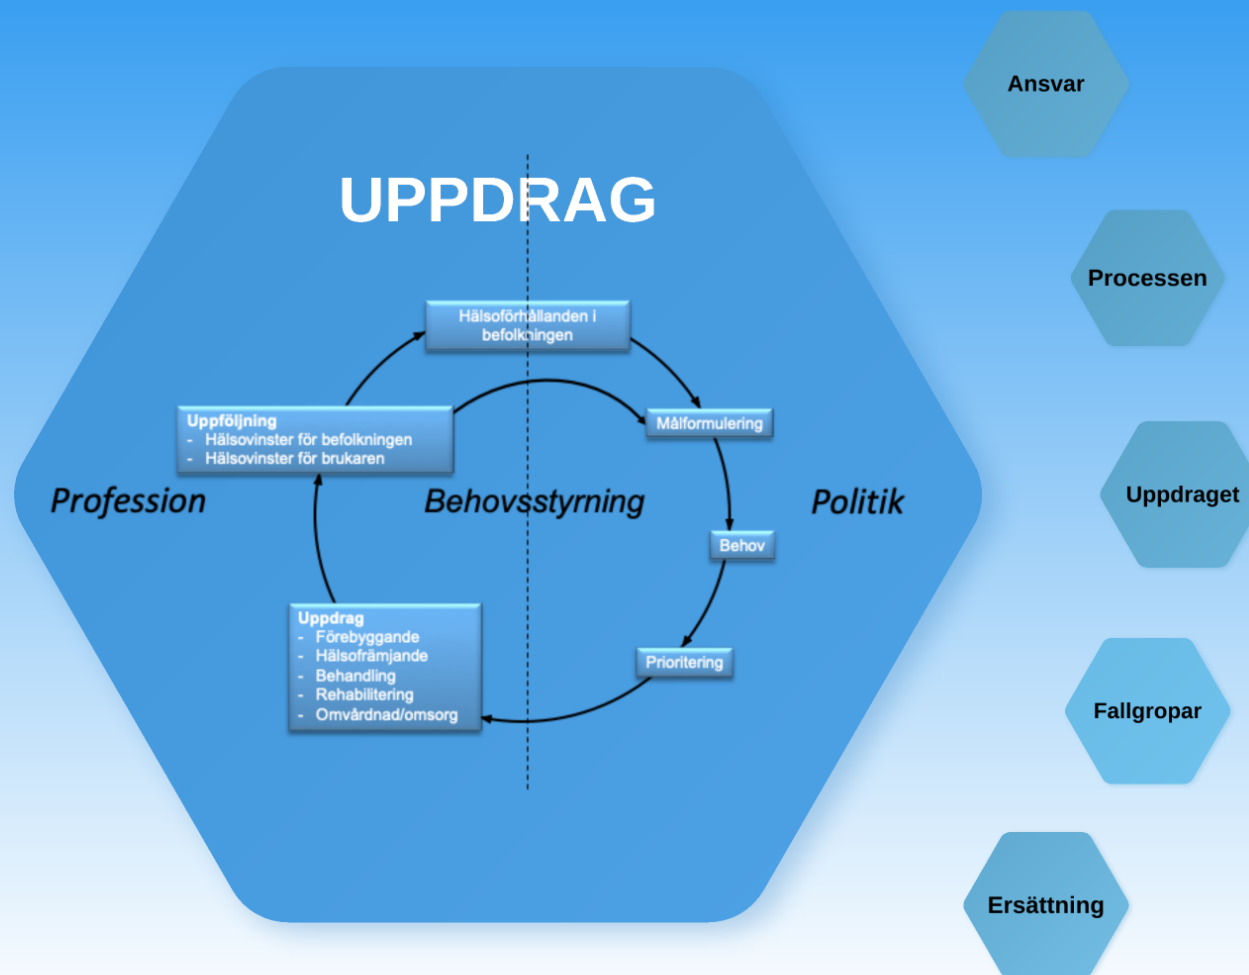 UPPDRAG
Hälsoförhållanden i
befolkningen
Uppföljning
- Hälsovinster för befolkningen
- Hälsovinster för brukaren
Målformulering
Profession
Behovsstyrning
Politik
Behov
Uppdrag
- Förebyggande
- Hälsofrämjande
- Behandling
- Rehabilitering
- Omvårdnad/omsorg
Prioritering
Ansvar
Processen
Uppdraget
Fallgropar
Ersättning